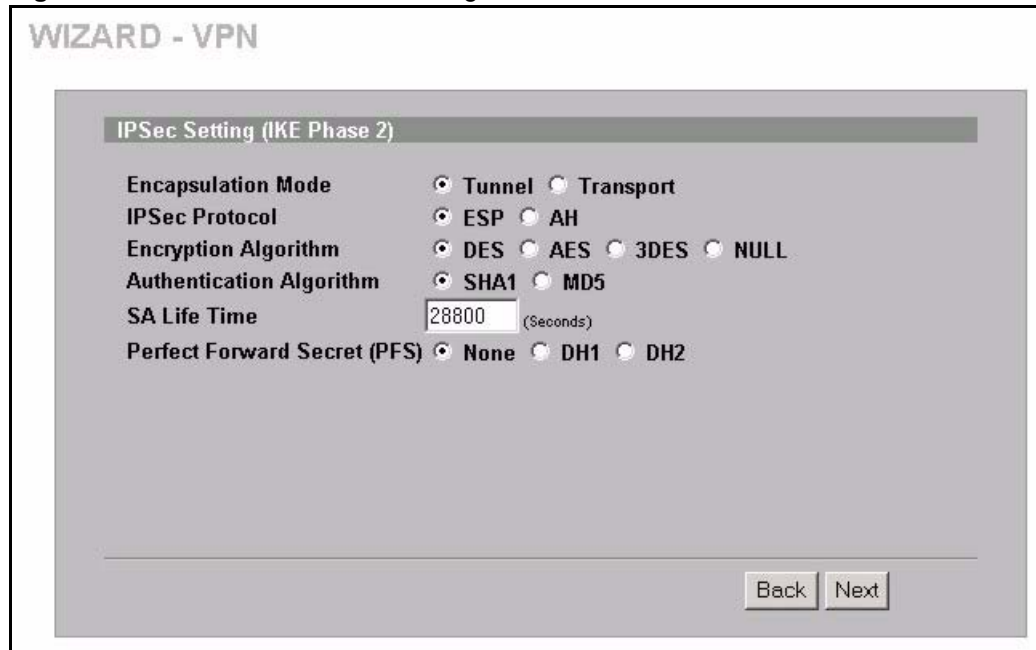 WIZARD - VPN
IPSec Setting (IKE Phase 2)
Encapsulation Mode Tunnel Transport
IPSec Protocol ESP AH
Encryption Algorithm DES AES 3DES NULL
Authentication Algorithm SHA1 MD5
SA Life Time 28800 (Seconds)
Perfect Forward Secret (PFS) None DH1 DH2
Back Next